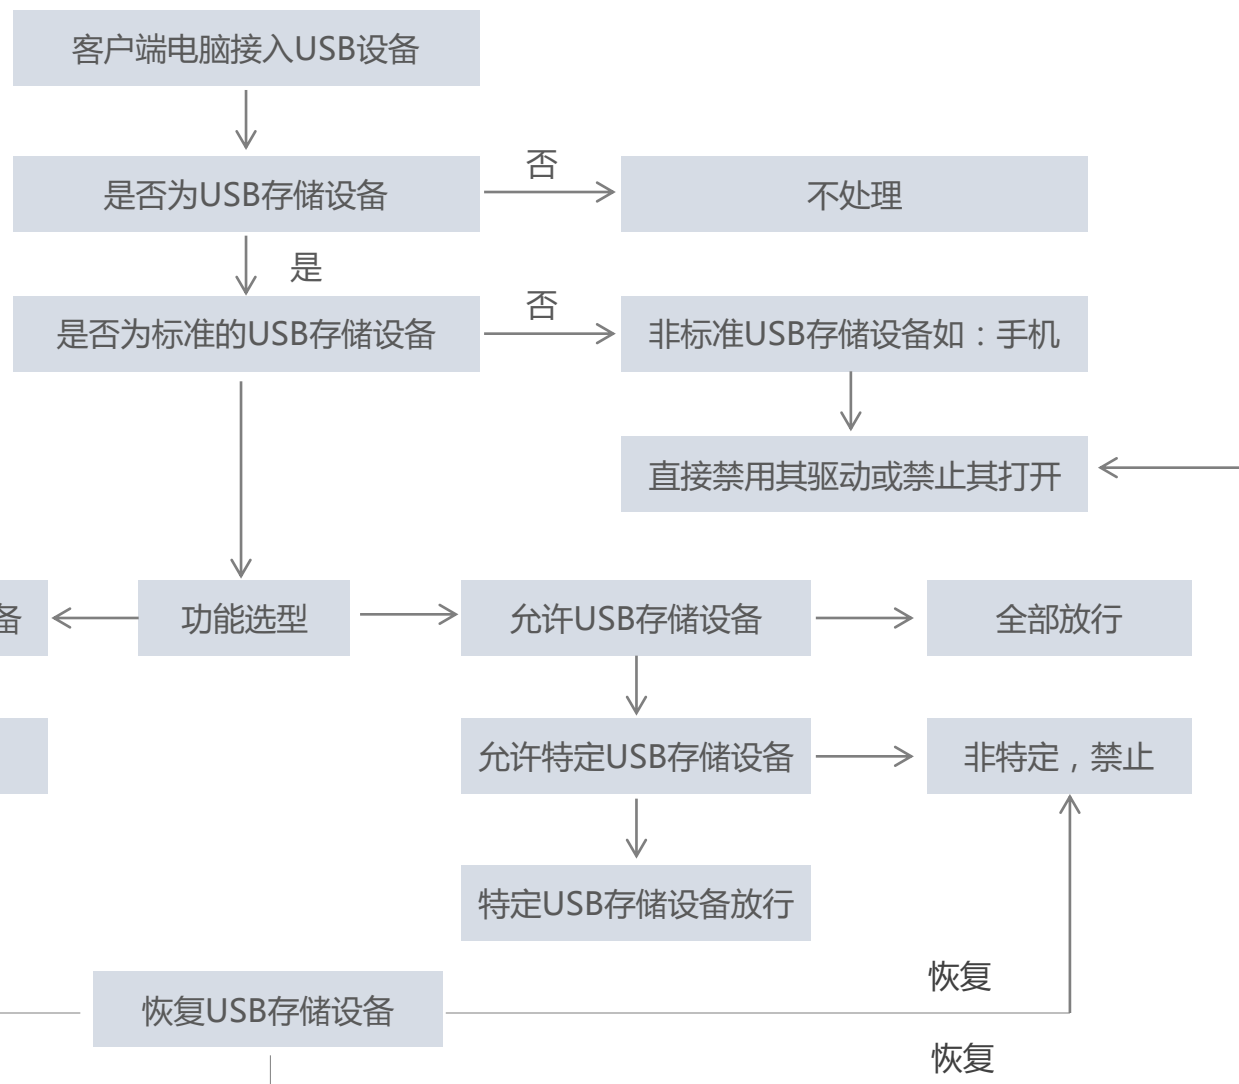 客户端电脑接入USB设备
否
是否为USB存储设备
不处理
是
否
是否为标准的USB存储设备
非标准USB存储设备如：手机
直接禁用其驱动或禁止其打开
备
功能选型
允许USB存储设备
全部放行
允许特定USB存储设备
非特定，禁止
特定USB存储设备放行
恢复
恢复USB存储设备
恢复